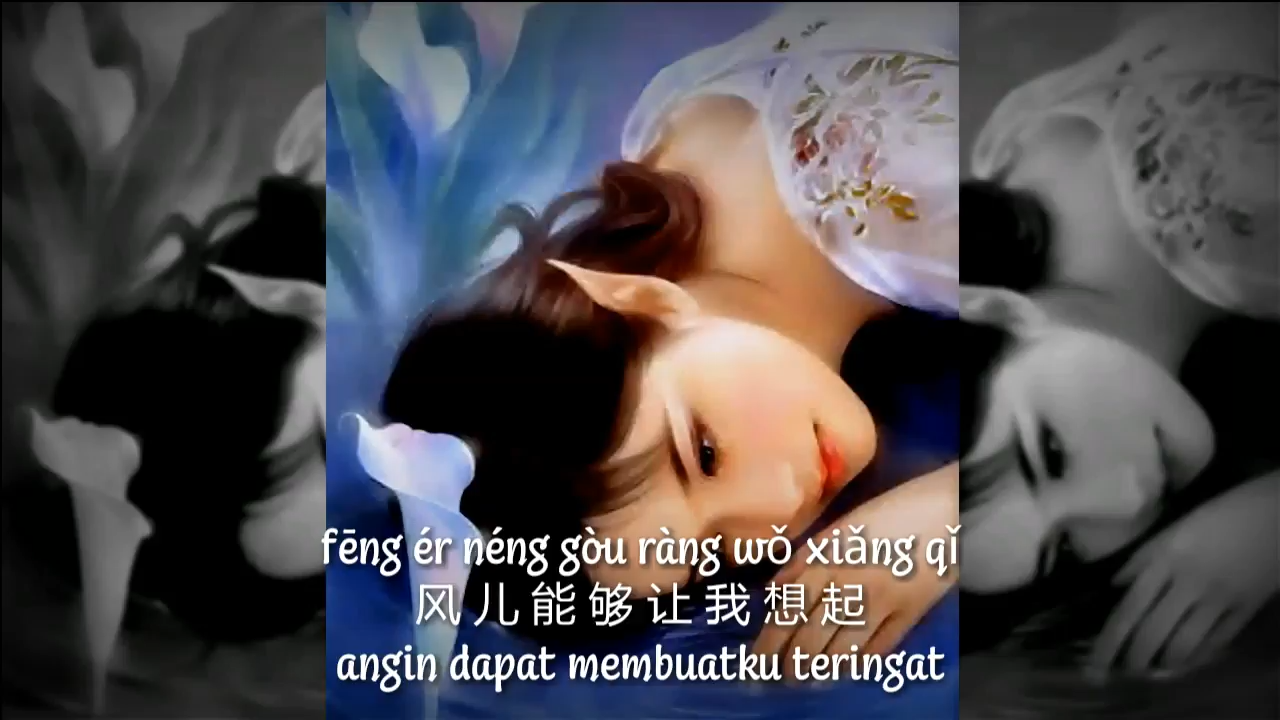 fēng ér néng gòu ràng wǒ xiǎng qǐ
风儿能够让我想起
angin dapat membuatku teringat